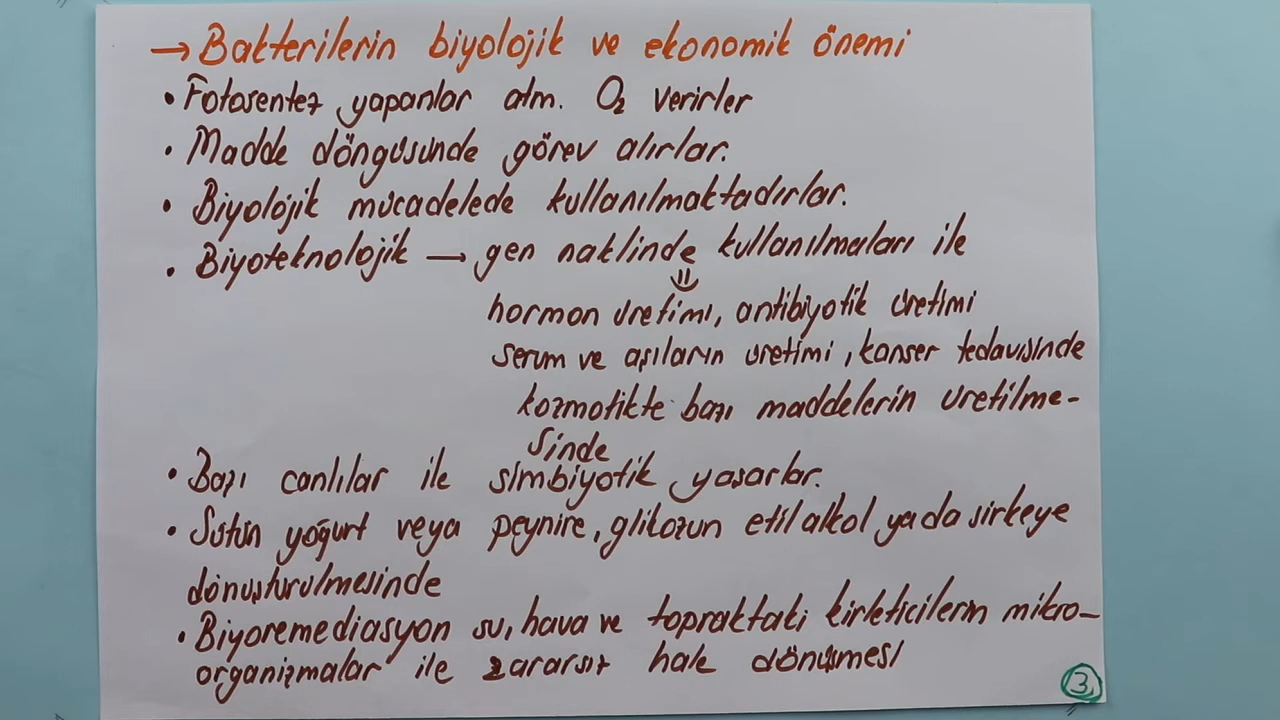 → Bakterilerin biyolojik ve ekonomik önemi
• Fotosentez yapanlar atm. O₂ verirler
• Madde döngüsünde görev alırlar.
• Biyolojik mücadelede kullanılmaktadırlar.
• Biyoteknolojik → gen naklinde kullanılmaları ile
hormon üretimi, antibiyotik üretimi
serum ve aşıların üretimi, kanser tedavisinde
kozmotikte bazı maddelerin üretilme-
sinde
• Bazı canlılar ile simbiyotik yaşarlar.
• Sütün yoğurt veya peynire, glikozun etil alkol ya da sirkeye
dönüştürülmesinde
• Biyoremediasyon su, hava ve topraktaki kirleticilerin mikro-
organizmalar ile zararsız hale dönüşmesi
3